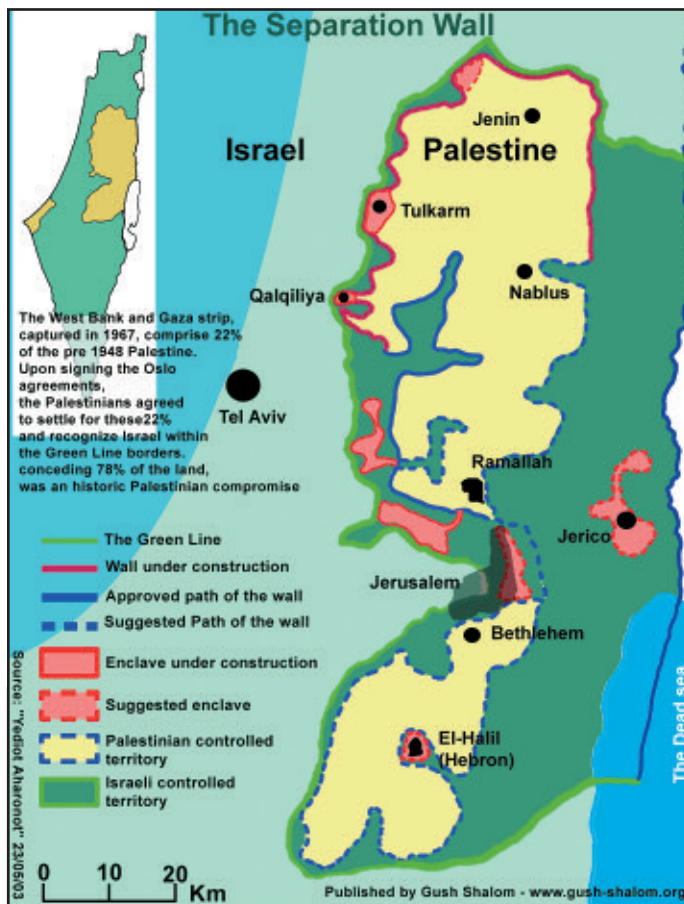 The Separation Wall
Israel
Palestine
Jenin
Tulkarm
Qalqiliya
Nablus
The West Bank and Gaza strip,
captured in 1967, comprise 22%
of the pre 1948 Palestine.
Upon signing the Oslo
agreements,
the Palestinians agreed
to settle for these22%
and recognize Israel within
the Green Line borders.
conceding 78% of the land,
was an historic Palestinian compromise
Tel Aviv
Ramallah
Jerico
Jerusalem
Bethlehem
El-Halil
(Hebron)
The Dead sea
The Green Line
Wall under construction
Approved path of the wall
Suggested Path of the wall
Enclave under construction
Suggested enclave
Palestinian controlled
territory
Israeli controlled
territory
Source: "Yediot Aharonot" 23/05/03
0 10 20
Km
Published by Gush Shalom - www.gush-shalom.org